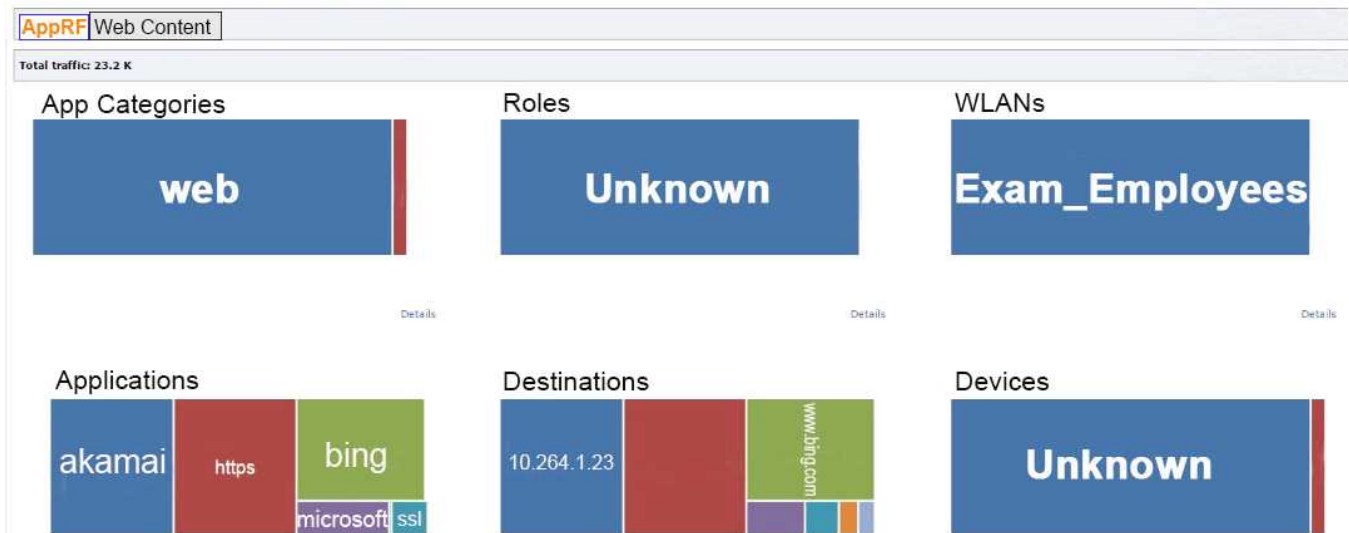 AppRF Web Content
Total traffic: 23.2 K
App Categories
web
Details
Roles
Unknown
Details
WLANs
Exam_Employees
Details
Applications
akamai
https
bing
microsoft
ssl
Destinations
10.264.1.23
www.bing.com
Devices
Unknown